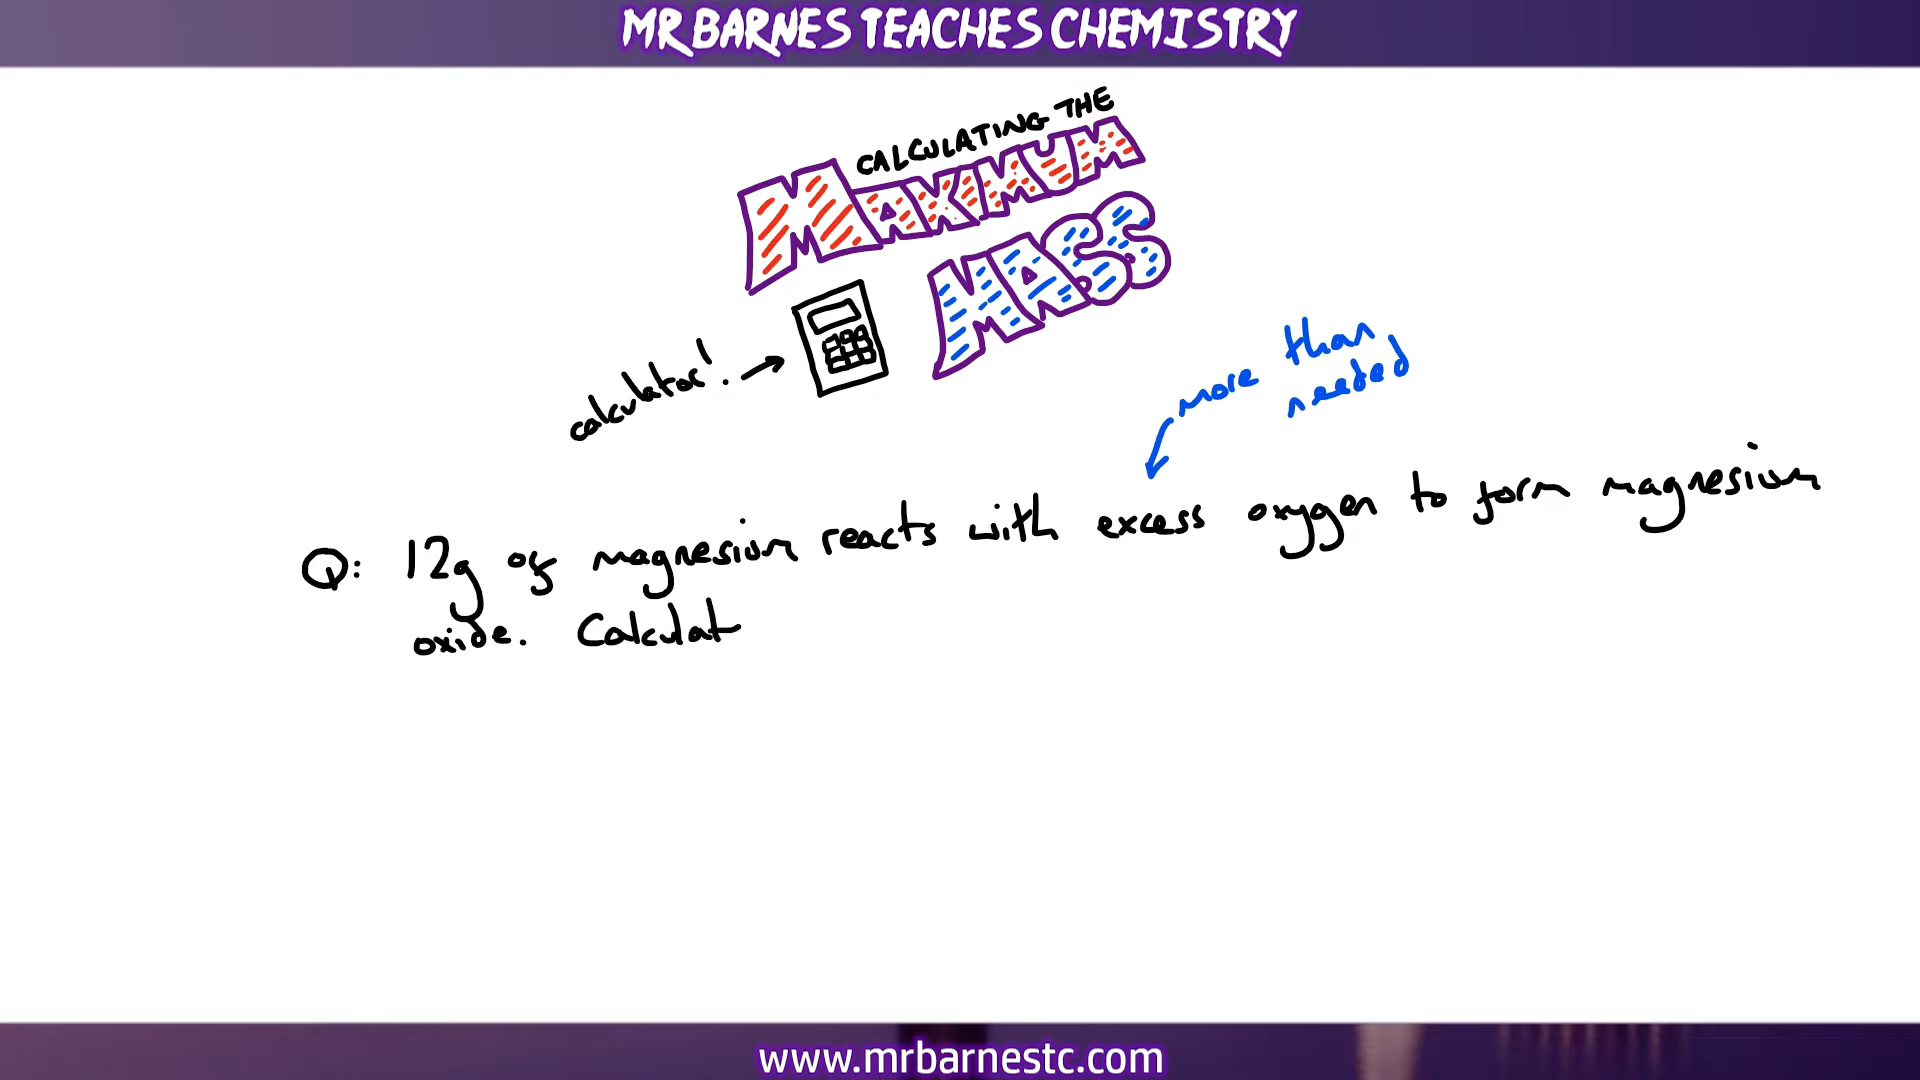 MR BARNES TEACHES CHEMISTRY
CALCULATING THE
MAXIMUM
MASS
calculator!
more than
needed
Q: 12g of magnesium reacts with excess oxygen to form magnesium
oxide. Calculat
www.mrbarnestc.com